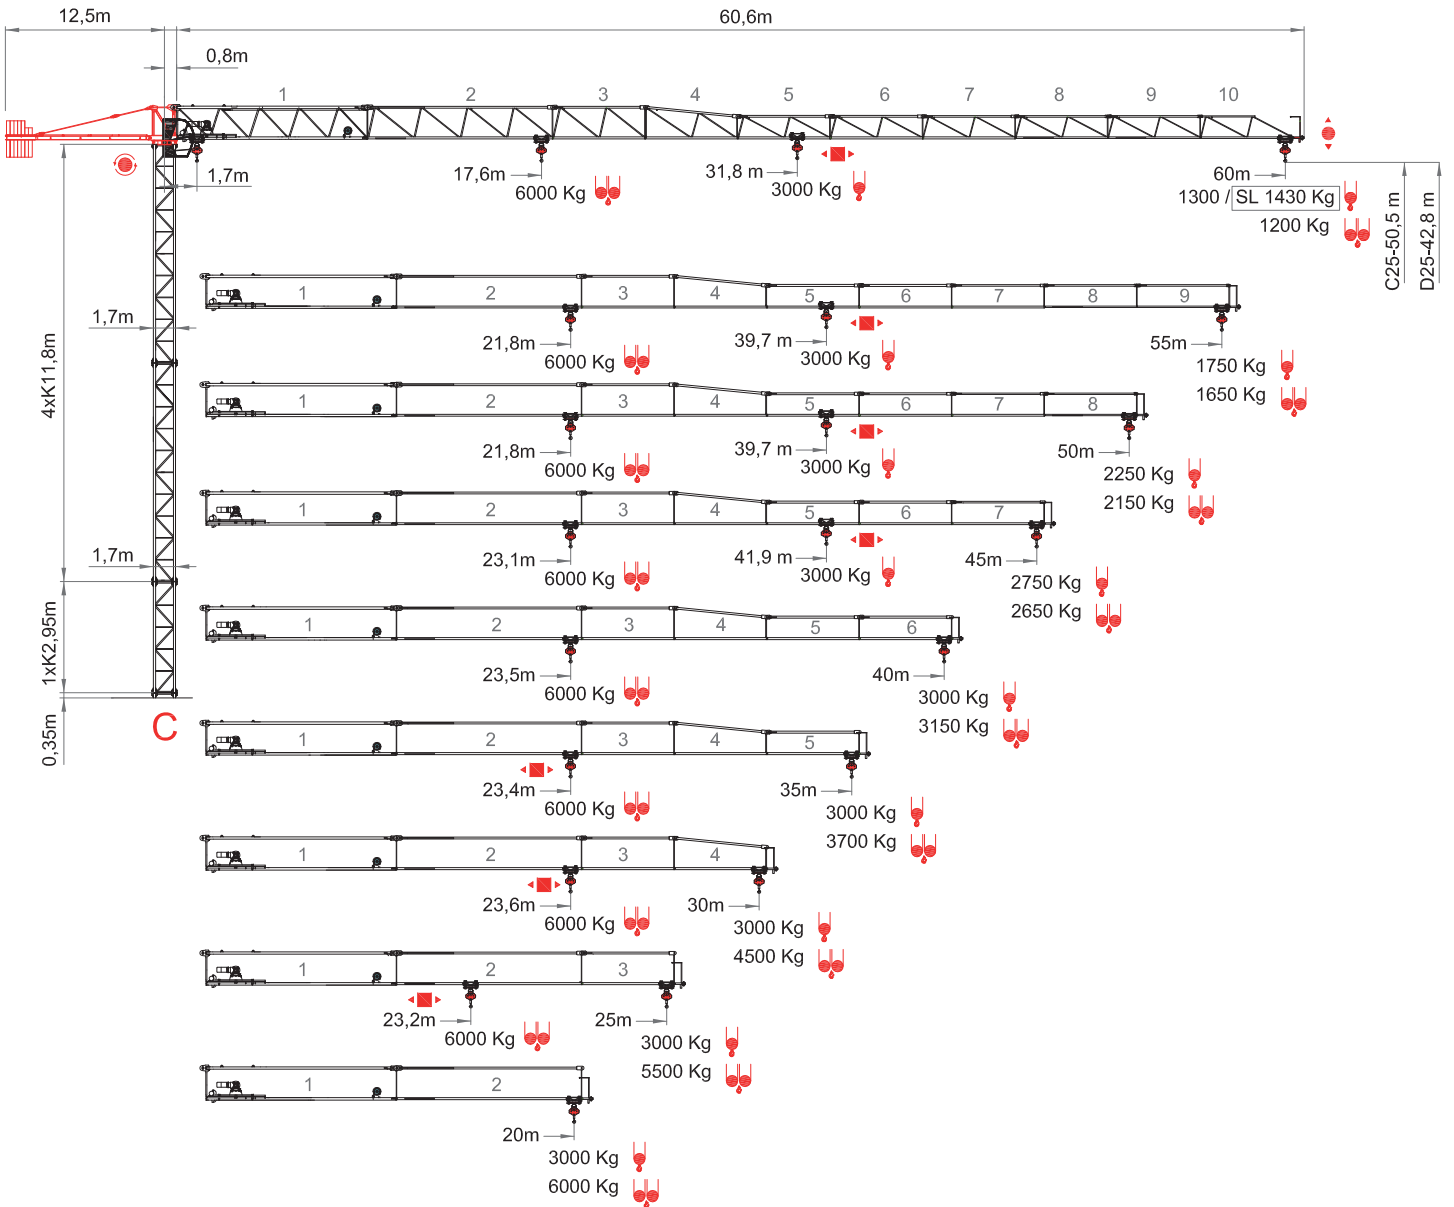 12,5m
60,6m
0,8m
1 2 3 4 5 6 7 8 9 10
1,7m
17,6m
6000 Kg
31,8 m
3000 Kg
60m
1300 / SL 1430 Kg
1200 Kg
C25-50,5 m
D25-42,8 m
1 2 3 4 5 6 7 8 9
1,7m
4xK11,8m
21,8m
6000 Kg
39,7 m
3000 Kg
55m
1750 Kg
1650 Kg
1 2 3 4 5 6 7 8
21,8m
6000 Kg
39,7 m
3000 Kg
50m
2250 Kg
2150 Kg
1 2 3 4 5 6 7
1,7m
23,1m
6000 Kg
41,9 m
3000 Kg
45m
2750 Kg
2650 Kg
1xK2,95m
1 2 3 4 5 6
23,5m
6000 Kg
40m
3000 Kg
3150 Kg
C
0,35m
1 2 3 4 5
23,4m
6000 Kg
35m
3000 Kg
3700 Kg
1 2 3 4
23,6m
6000 Kg
30m
3000 Kg
4500 Kg
1 2 3
23,2m
6000 Kg
25m
3000 Kg
5500 Kg
1 2
20m
3000 Kg
6000 Kg